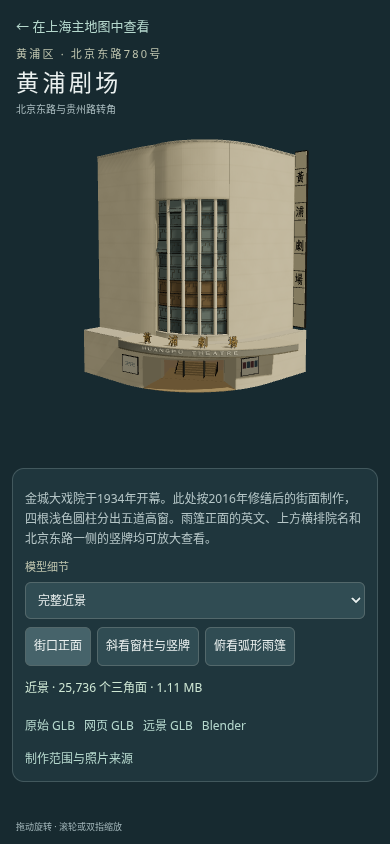 ← 在上海主地图中查看
黄浦区 · 北京东路780号
黄浦剧场
北京东路与贵州路转角
黃
浦
劇
場
黃浦劇場
HUANGPU THEATRE
金城大戏院于1934年开幕。此处按2016年修缮后的街面制作，
四根浅色圆柱分出五道高窗。雨篷正面的英文、上方横排院名和
北京东路一侧的竖牌均可放大查看。
模型细节
完整近景
街口正面 斜看窗柱与竖牌 俯看弧形雨篷
近景 · 25,736 个三角面 · 1.11 MB
原始 GLB 网页 GLB 远景 GLB Blender
制作范围与照片来源
拖动旋转 · 滚轮或双指缩放